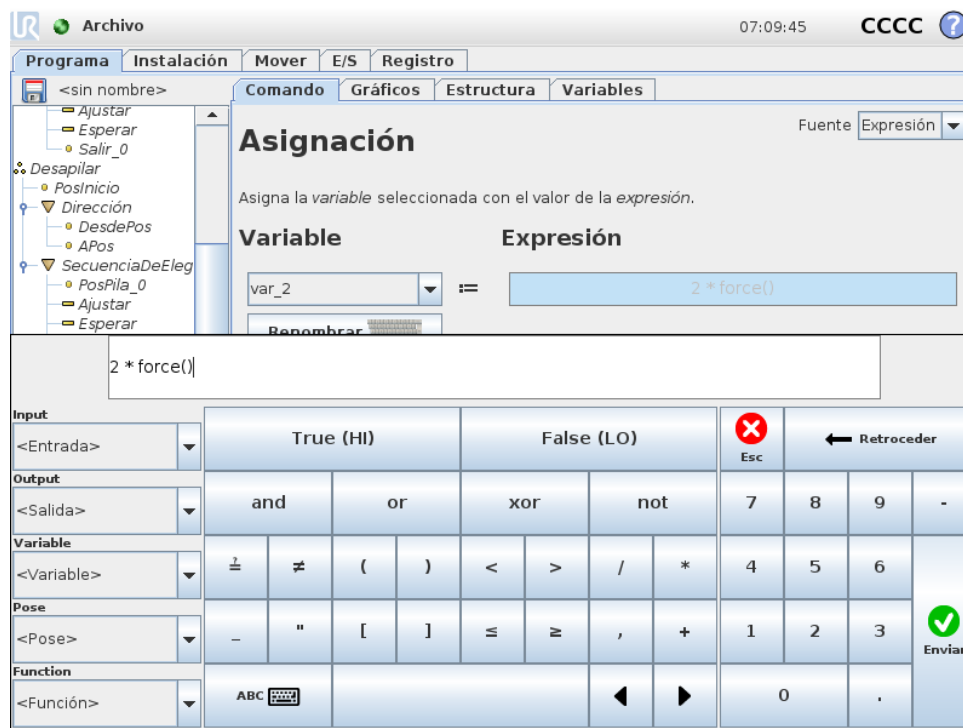 UR Archivo 07:09:45 CCCC ?
Programa Instalación Mover E/S Registro
<sin nombre> Comando Gráficos Estructura Variables
Ajustar
Esperar
Salir_0
Desapilar
PosInicio
Dirección
DesdePos
APos
SecuenciaDeEleg
PosPila_0
Ajustar
Esperar
Asignación
Fuente Expresión
Asigna la variable seleccionada con el valor de la expresión.
Variable Expresión
var_2 := 2 * force()
Renombrar
2 * force()
Input
<Entrada>
Output
<Salida>
Variable
<Variable>
Pose
<Pose>
Function
<Función>
True (HI) False (LO) Esc Retroceder
and or xor not 7 8 9 -
≟ ≠ ( ) < > / * 4 5 6
_ " [ ] ≤ ≥ , + 1 2 3 Enviar
ABC 0 .